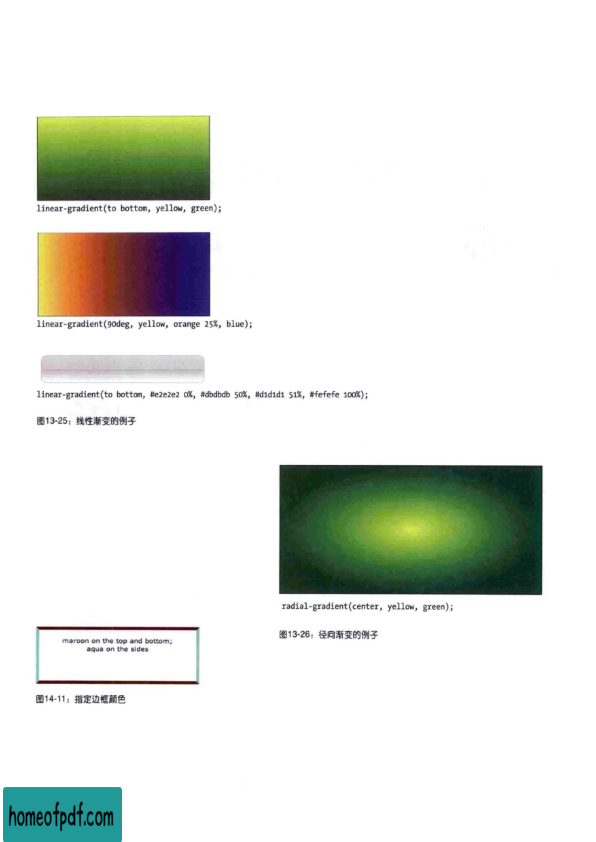 linear-gradient(to bottom, yellow, green);
linear-gradient(90deg, yellow, orange 25%, blue);
linear-gradient(to bottom, #e2e2e2 0%, #dbdbdb 50%, #d1d1d1 51%, #fefefe 100%);
图13-25：线性渐变的例子
radial-gradient(center, yellow, green);
图13-26：径向渐变的例子
maroon on the top and bottom;
aqua on the sides
图14-11：指定边框颜色
homeofpdf.com